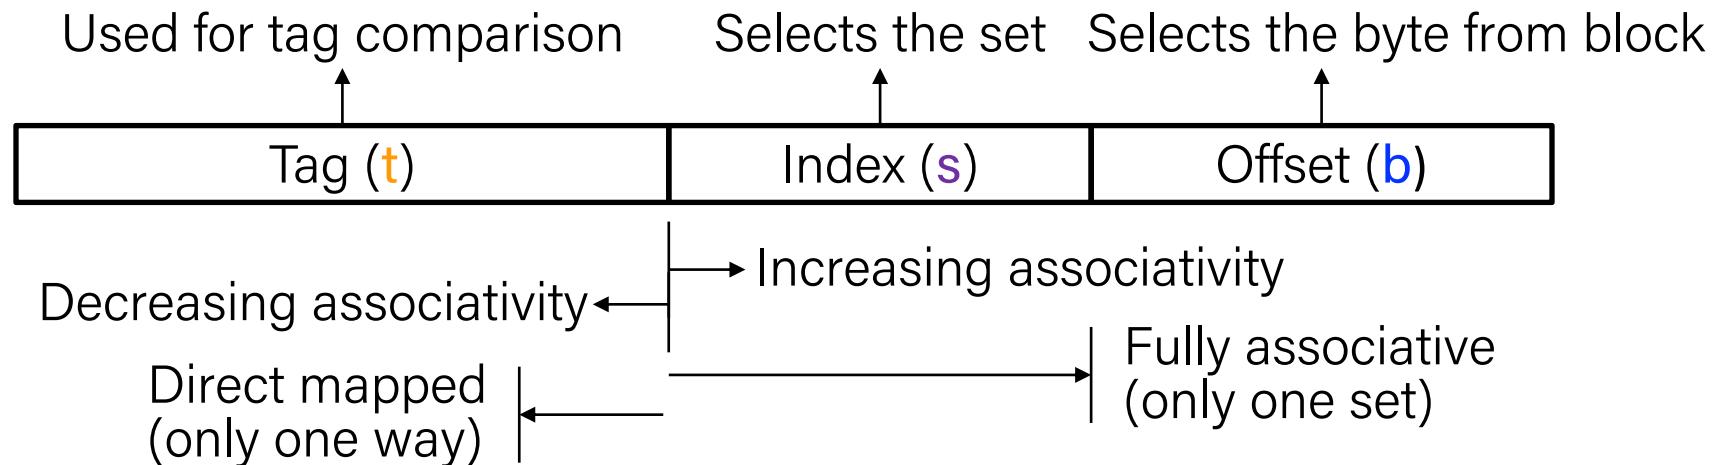 Used for tag comparison
Selects the set
Selects the byte from block
Tag (t)
Index (s)
Offset (b)
Increasing associativity
Decreasing associativity
Fully associative
(only one set)
Direct mapped
(only one way)